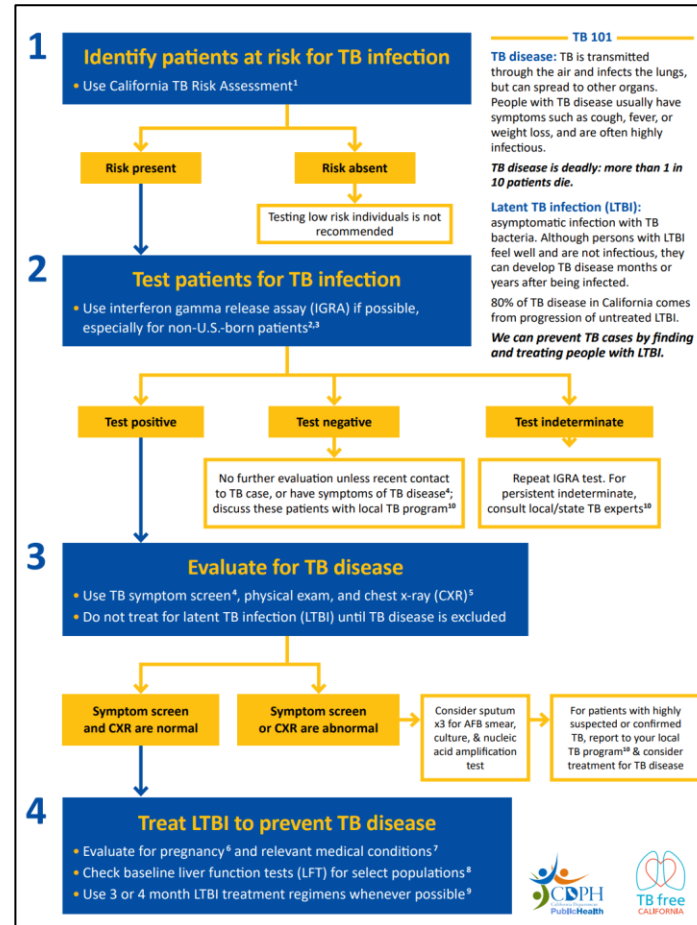 1
Identify patients at risk for TB infection
• Use California TB Risk Assessment¹
Risk present
Risk absent
Testing low risk individuals is not
recommended
2
Test patients for TB infection
• Use interferon gamma release assay (IGRA) if possible,
especially for non-U.S.-born patients²,³
Test positive
Test negative
Test indeterminate
No further evaluation unless recent contact
to TB case, or have symptoms of TB disease⁴;
discuss these patients with local TB program¹⁰
Repeat IGRA test. For
persistent indeterminate,
consult local/state TB experts¹⁰
3
Evaluate for TB disease
• Use TB symptom screen⁴, physical exam, and chest x-ray (CXR)⁵
• Do not treat for latent TB infection (LTBI) until TB disease is excluded
Symptom screen
and CXR are normal
Symptom screen
or CXR are abnormal
Consider sputum
x3 for AFB smear,
culture, & nucleic
acid amplification
test
For patients with highly
suspected or confirmed
TB, report to your local
TB program¹⁰ & consider
treatment for TB disease
4
Treat LTBI to prevent TB disease
• Evaluate for pregnancy⁶ and relevant medical conditions⁷
• Check baseline liver function tests (LFT) for select populations⁸
• Use 3 or 4 month LTBI treatment regimens whenever possible⁹
TB 101
TB disease: TB is transmitted
through the air and infects the lungs,
but can spread to other organs.
People with TB disease usually have
symptoms such as cough, fever, or
weight loss, and are often highly
infectious.
TB disease is deadly: more than 1 in
10 patients die.
Latent TB infection (LTBI):
asymptomatic infection with TB
bacteria. Although persons with LTBI
feel well and are not infectious, they
can develop TB disease months or
years after being infected.
80% of TB disease in California comes
from progression of untreated LTBI.
We can prevent TB cases by finding
and treating people with LTBI.
CDPH
California Department of
PublicHealth
TB free
CALIFORNIA